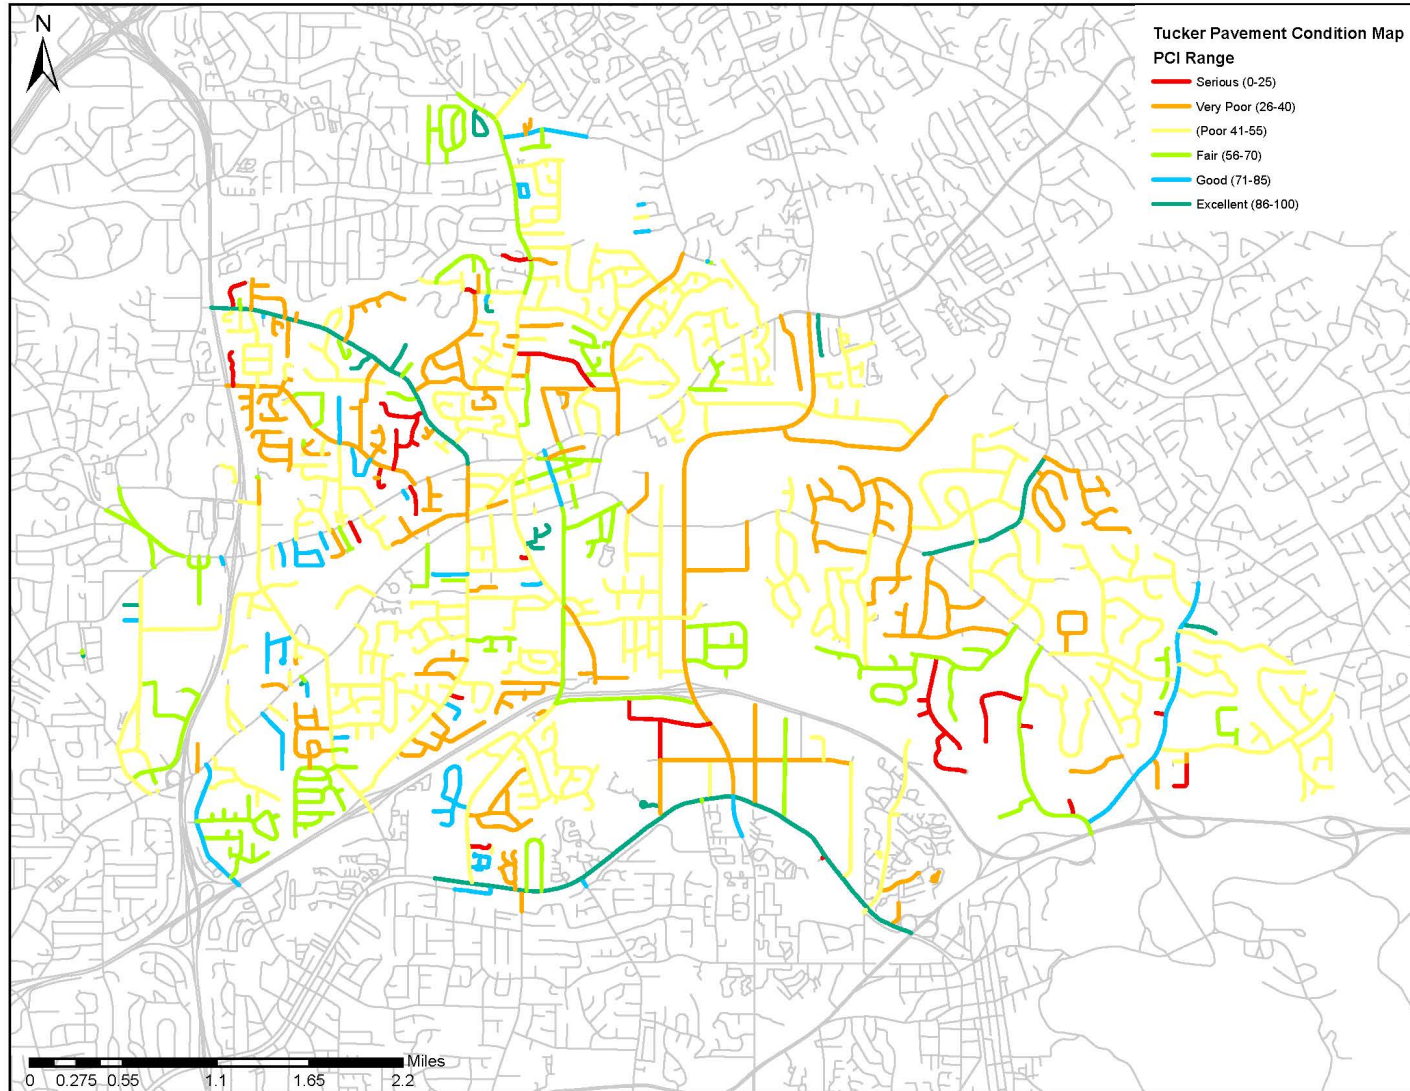 N
Tucker Pavement Condition Map
PCI Range
Serious (0-25)
Very Poor (26-40)
(Poor 41-55)
Fair (56-70)
Good (71-85)
Excellent (86-100)
Miles
0 0.275 0.55 1.1 1.65 2.2